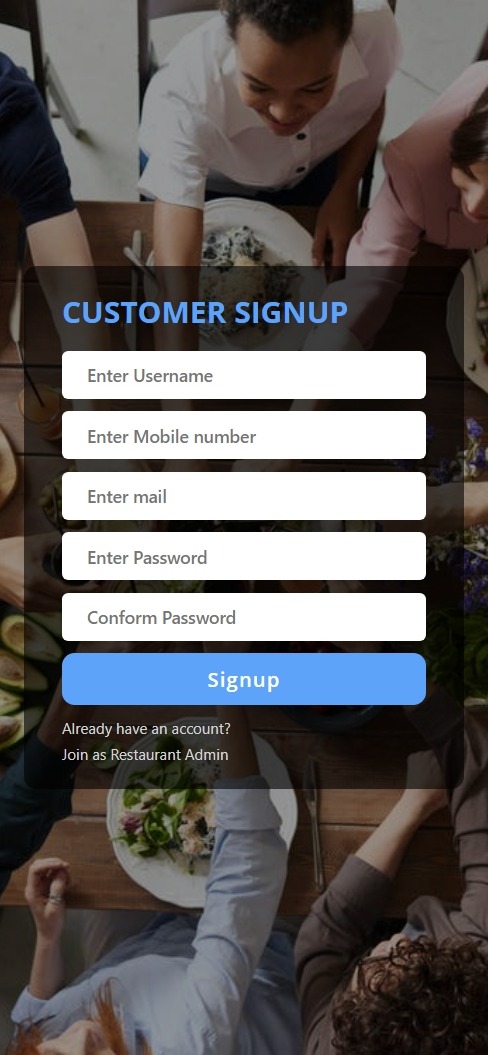 CUSTOMER SIGNUP
Enter Username
Enter Mobile number
Enter mail
Enter Password
Conform Password
Signup
Already have an account?
Join as Restaurant Admin